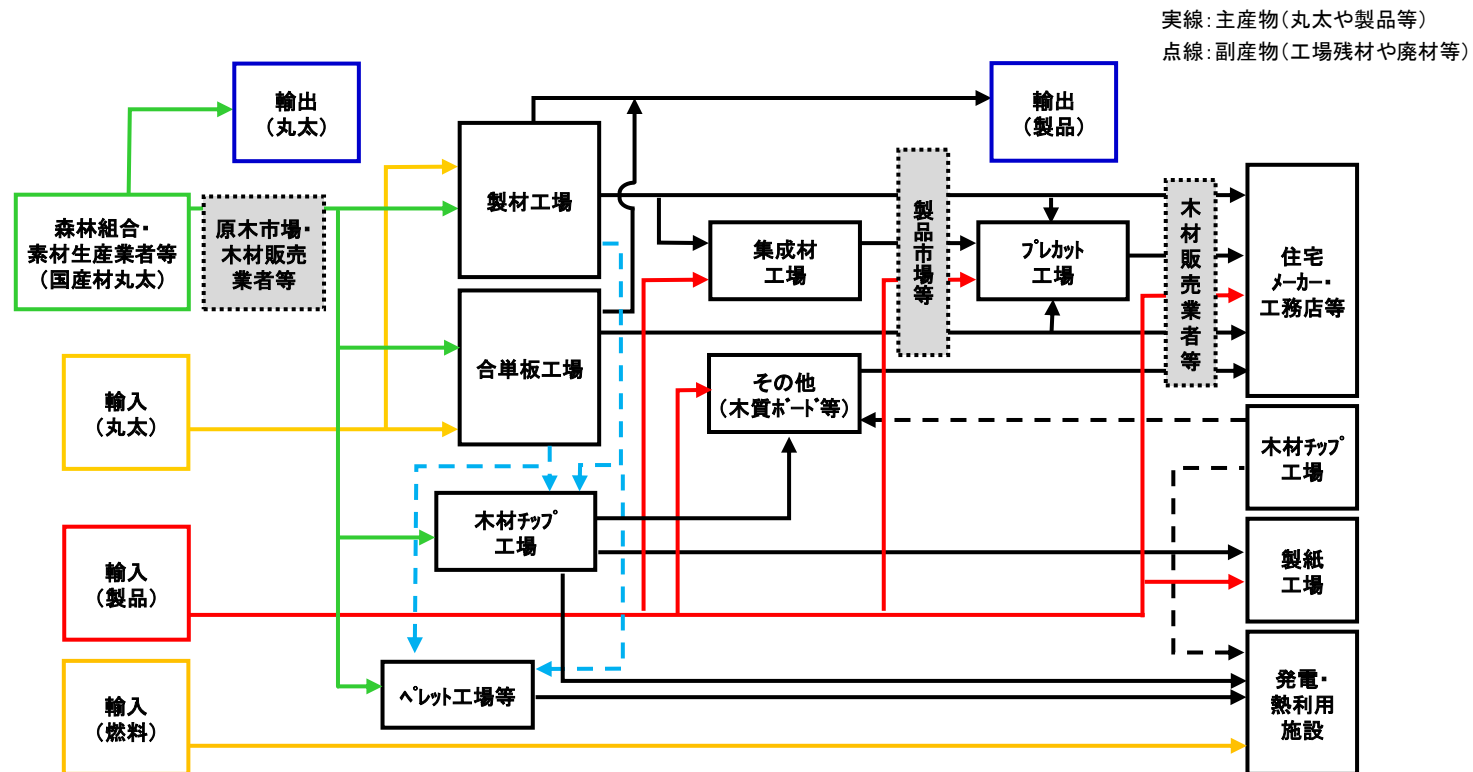 実線：主産物（丸太や製品等）
点線：副産物（工場残材や廃材等）
輸出
（丸太）
輸出
（製品）
製材工場
森林組合・
素材生産業者等
（国産材丸太）
原木市場・
木材販売
業者等
集成材
工場
製品市場等
プレカット
工場
木材販売業者等
住宅
メーカー・
工務店等
合単板工場
輸入
（丸太）
その他
（木質ボード等）
木材チップ
工場
木材チップ
工場
輸入
（製品）
製紙
工場
ペレット工場等
輸入
（燃料）
発電・
熱利用
施設